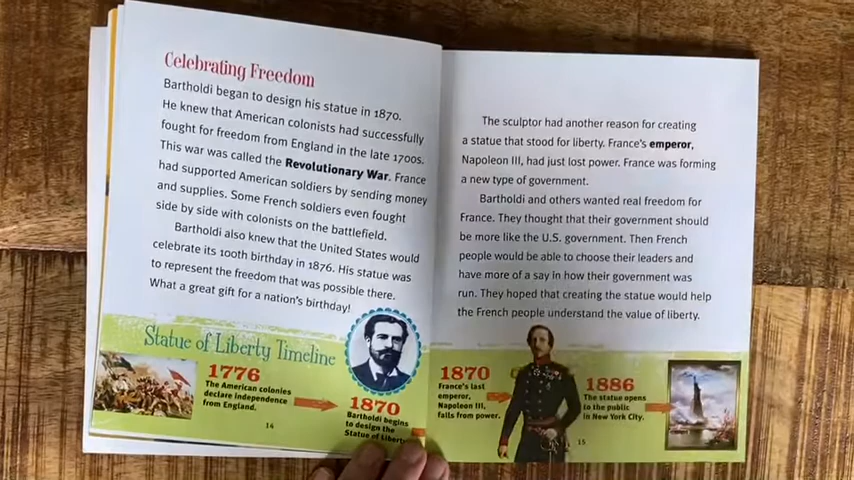 Celebrating Freedom
Bartholdi began to design his statue in 1870.
He knew that American colonists had successfully
fought for freedom from England in the late 1700s.
This war was called the Revolutionary War. France
had supported American soldiers by sending money
and supplies. Some French soldiers even fought
side by side with colonists on the battlefield.
Bartholdi also knew that the United States would
celebrate its 100th birthday in 1876. His statue was
to represent the freedom that was possible there.
What a great gift for a nation's birthday!
Statue of Liberty Timeline
1776
The American colonies
declare independence
from England.
1870
Bartholdi begins
to design the
Statue of Liberty.
14
The sculptor had another reason for creating
a statue that stood for liberty. France's emperor,
Napoleon III, had just lost power. France was forming
a new type of government.
Bartholdi and others wanted real freedom for
France. They thought that their government should
be more like the U.S. government. Then French
people would be able to choose their leaders and
have more of a say in how their government was
run. They hoped that creating the statue would help
the French people understand the value of liberty.
1870
France's last
emperor,
Napoleon III,
falls from power.
1886
The statue opens
to the public
in New York City.
15